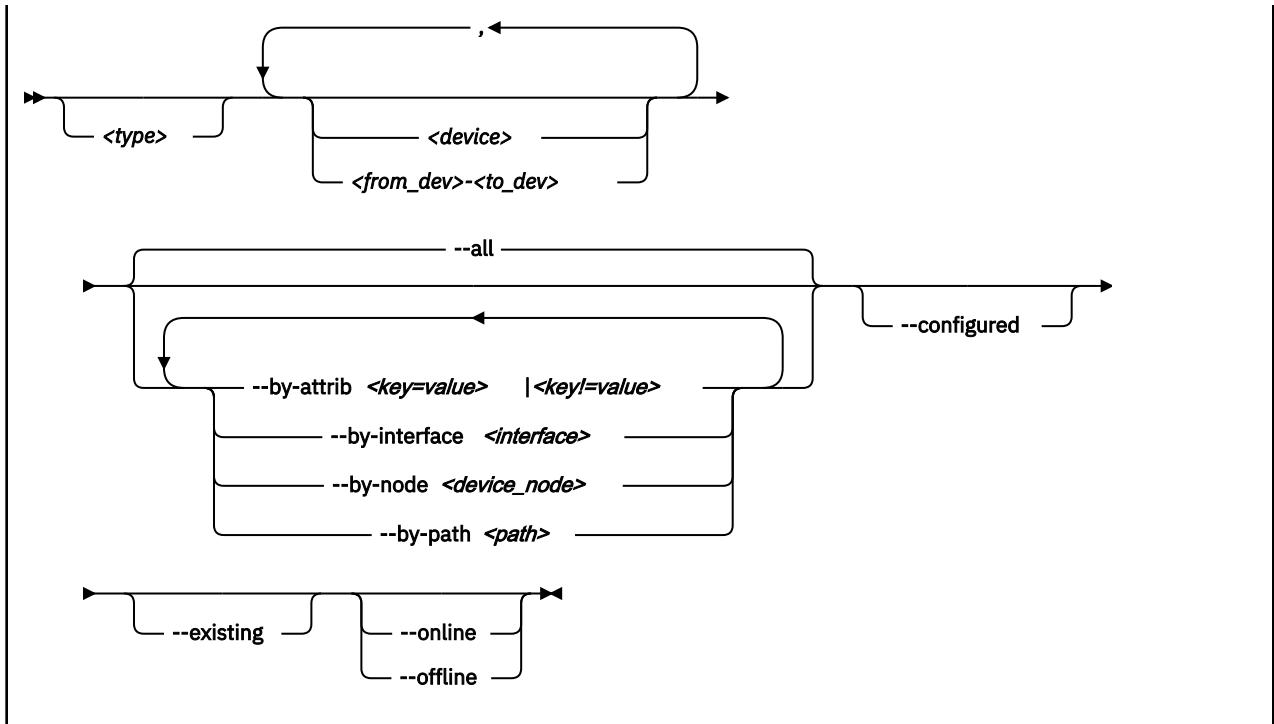 ,
<type>
<device>
<from_dev>-<to_dev>
--all
--configured
--by-attrib <key=value> |<key!=value>
--by-interface <interface>
--by-node <device_node>
--by-path <path>
--existing
--online
--offline